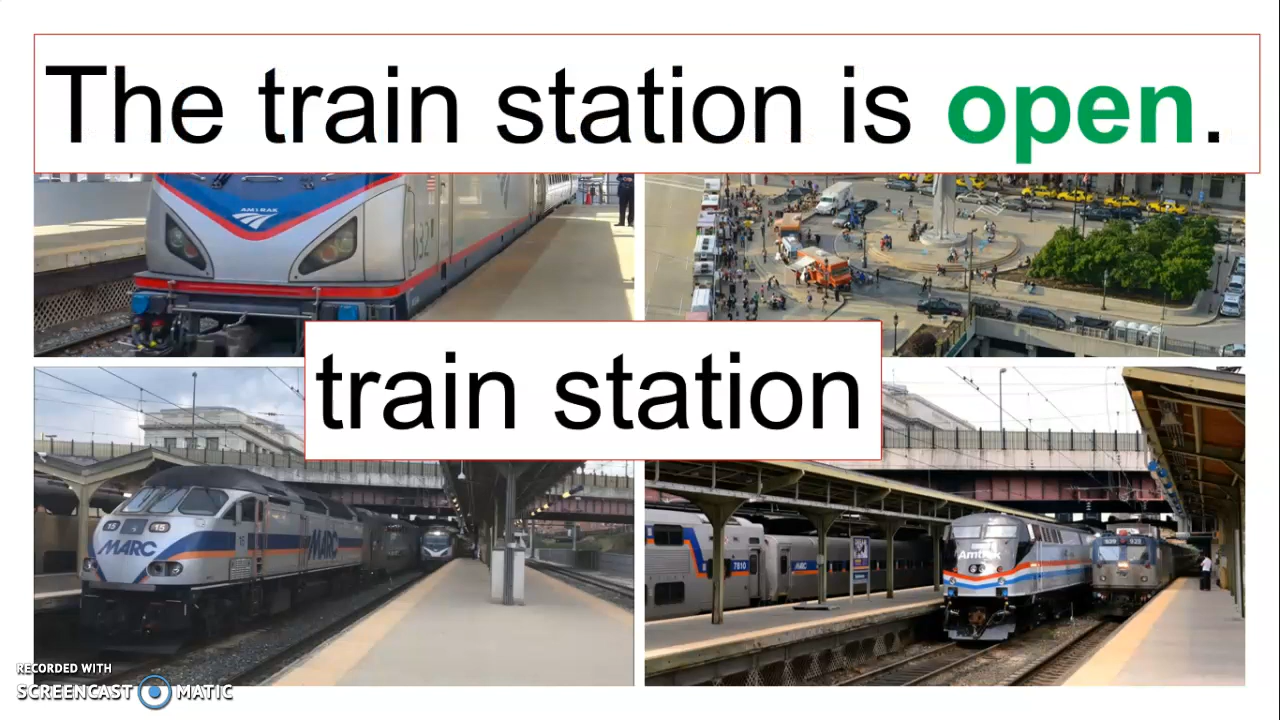 The train station is open.
AMTRAK
train station
15 15
MARC
MARC
7810
MARC
Amtrak
RECORDED WITH
SCREENCAST MATIC